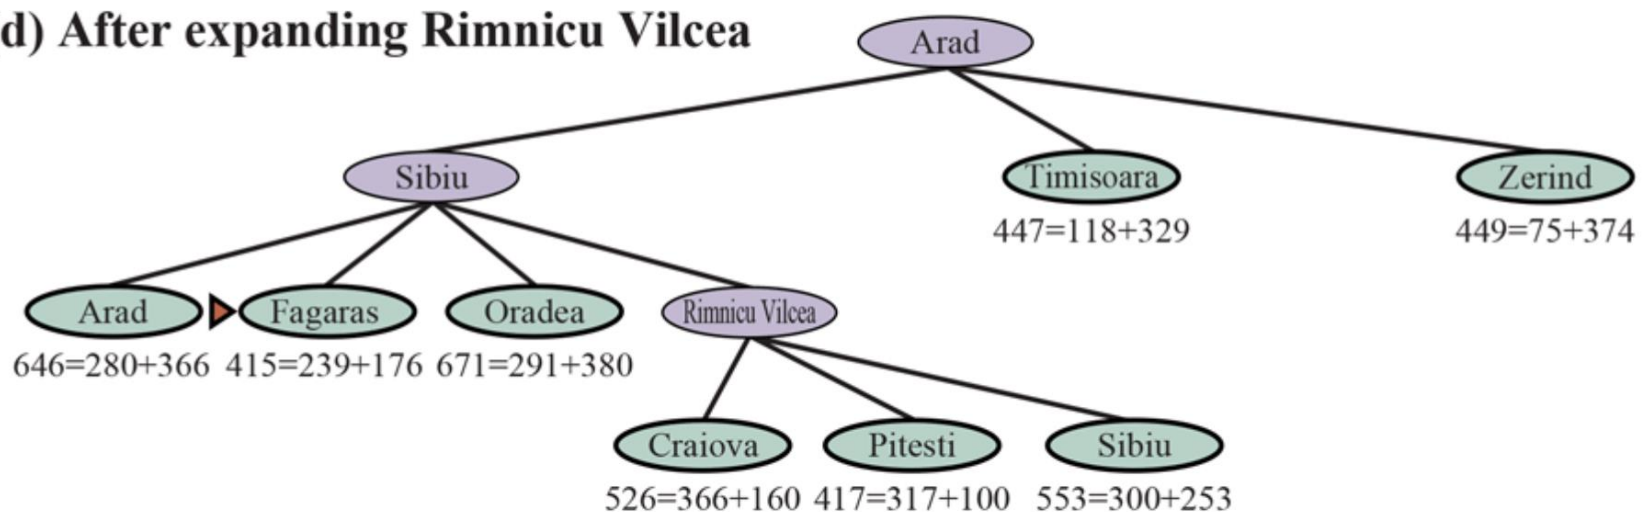 d) After expanding Rimnicu Vilcea
Arad
Sibiu
Timisoara
Zerind
447=118+329
449=75+374
Arad
Fagaras
Oradea
Rimnicu Vilcea
646=280+366
415=239+176
671=291+380
Craiova
Pitesti
Sibiu
526=366+160
417=317+100
553=300+253